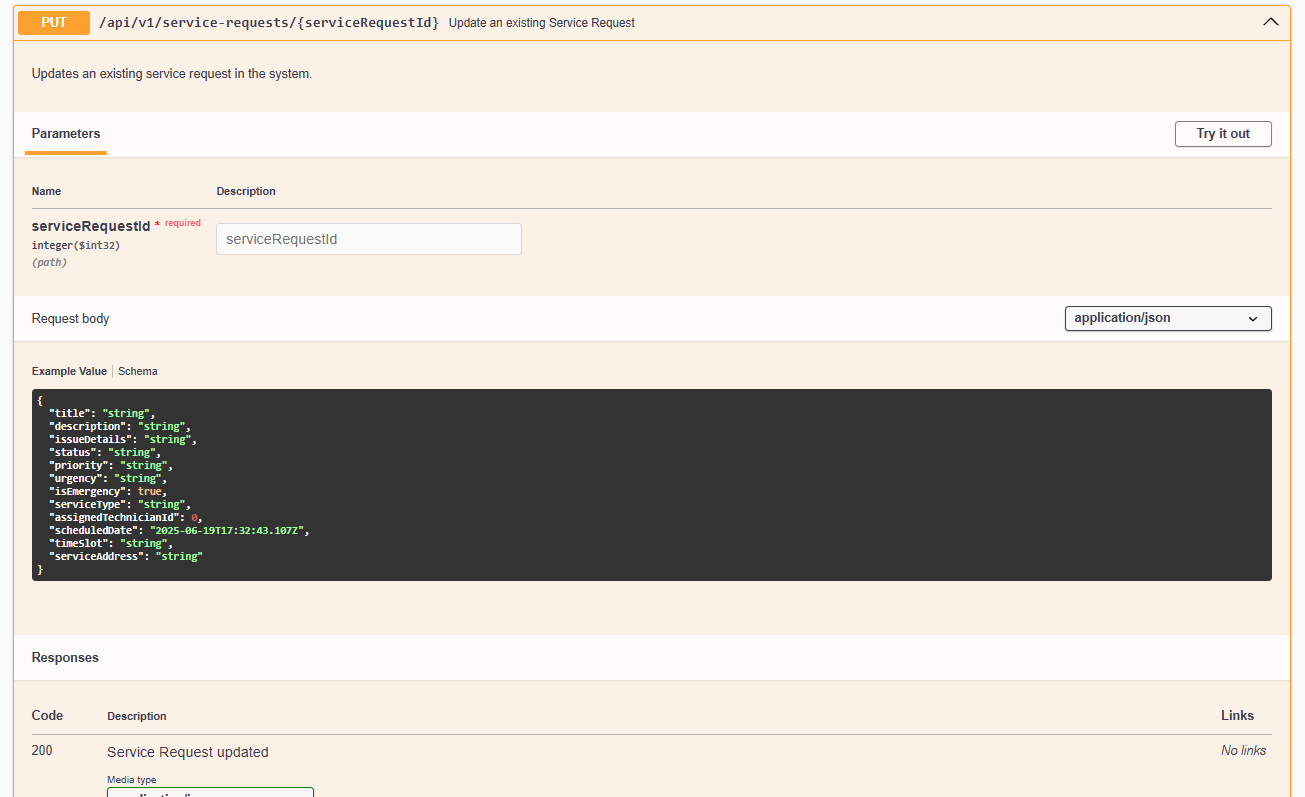 PUT /api/v1/service-requests/{serviceRequestId} Update an existing Service Request
Updates an existing service request in the system.
Parameters
Try it out
Name Description
serviceRequestId * required
integer($int32)
(path)
serviceRequestId
Request body
application/json
Example Value Schema
{
"title": "string",
"description": "string",
"issueDetails": "string",
"status": "string",
"priority": "string",
"urgency": "string",
"isEmergency": true,
"serviceType": "string",
"assignedTechnicianId": 0,
"scheduledDate": "2025-06-19T17:32:43.107Z",
"timeSlot": "string",
"serviceAddress": "string"
}
Responses
Code Description Links
200 Service Request updated No links
Media type